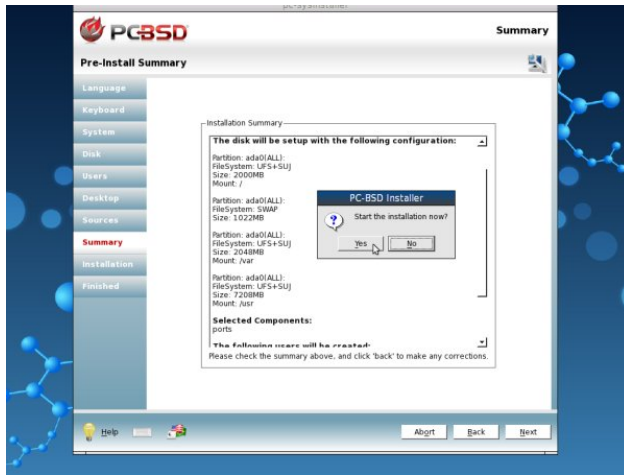 pc-sysinstaller
PCBSD
Summary
Pre-Install Summary
Language
Keyboard
System
Disk
Users
Desktop
Sources
Summary
Installation
Finished
Installation Summary
The disk will be setup with the following configuration:
Partition: ada0(ALL):
FileSystem: UFS+SUJ
Size: 2000MB
Mount: /
Partition: ada0(ALL):
FileSystem: SWAP
Size: 1022MB
Partition: ada0(ALL):
FileSystem: UFS+SUJ
Size: 2048MB
Mount: /var
Partition: ada0(ALL):
FileSystem: UFS+SUJ
Size: 7208MB
Mount: /usr
Selected Components:
ports
The following users will be created:
Please check the summary above, and click 'back' to make any corrections.
PC-BSD Installer
Start the installation now?
Yes
No
Help
Abort
Back
Next